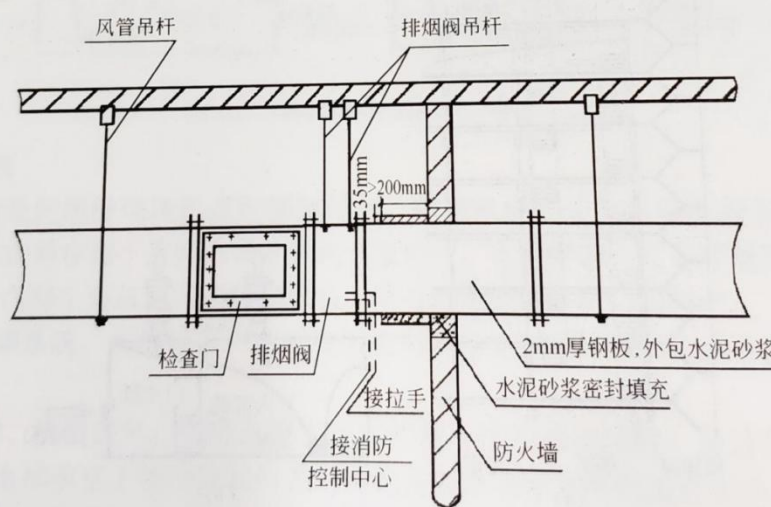 风管吊杆
排烟阀吊杆
35mm
>200mm
检查门
排烟阀
2mm厚钢板,外包水泥砂浆
接拉手
水泥砂浆密封填充
接消防
控制中心
防火墙